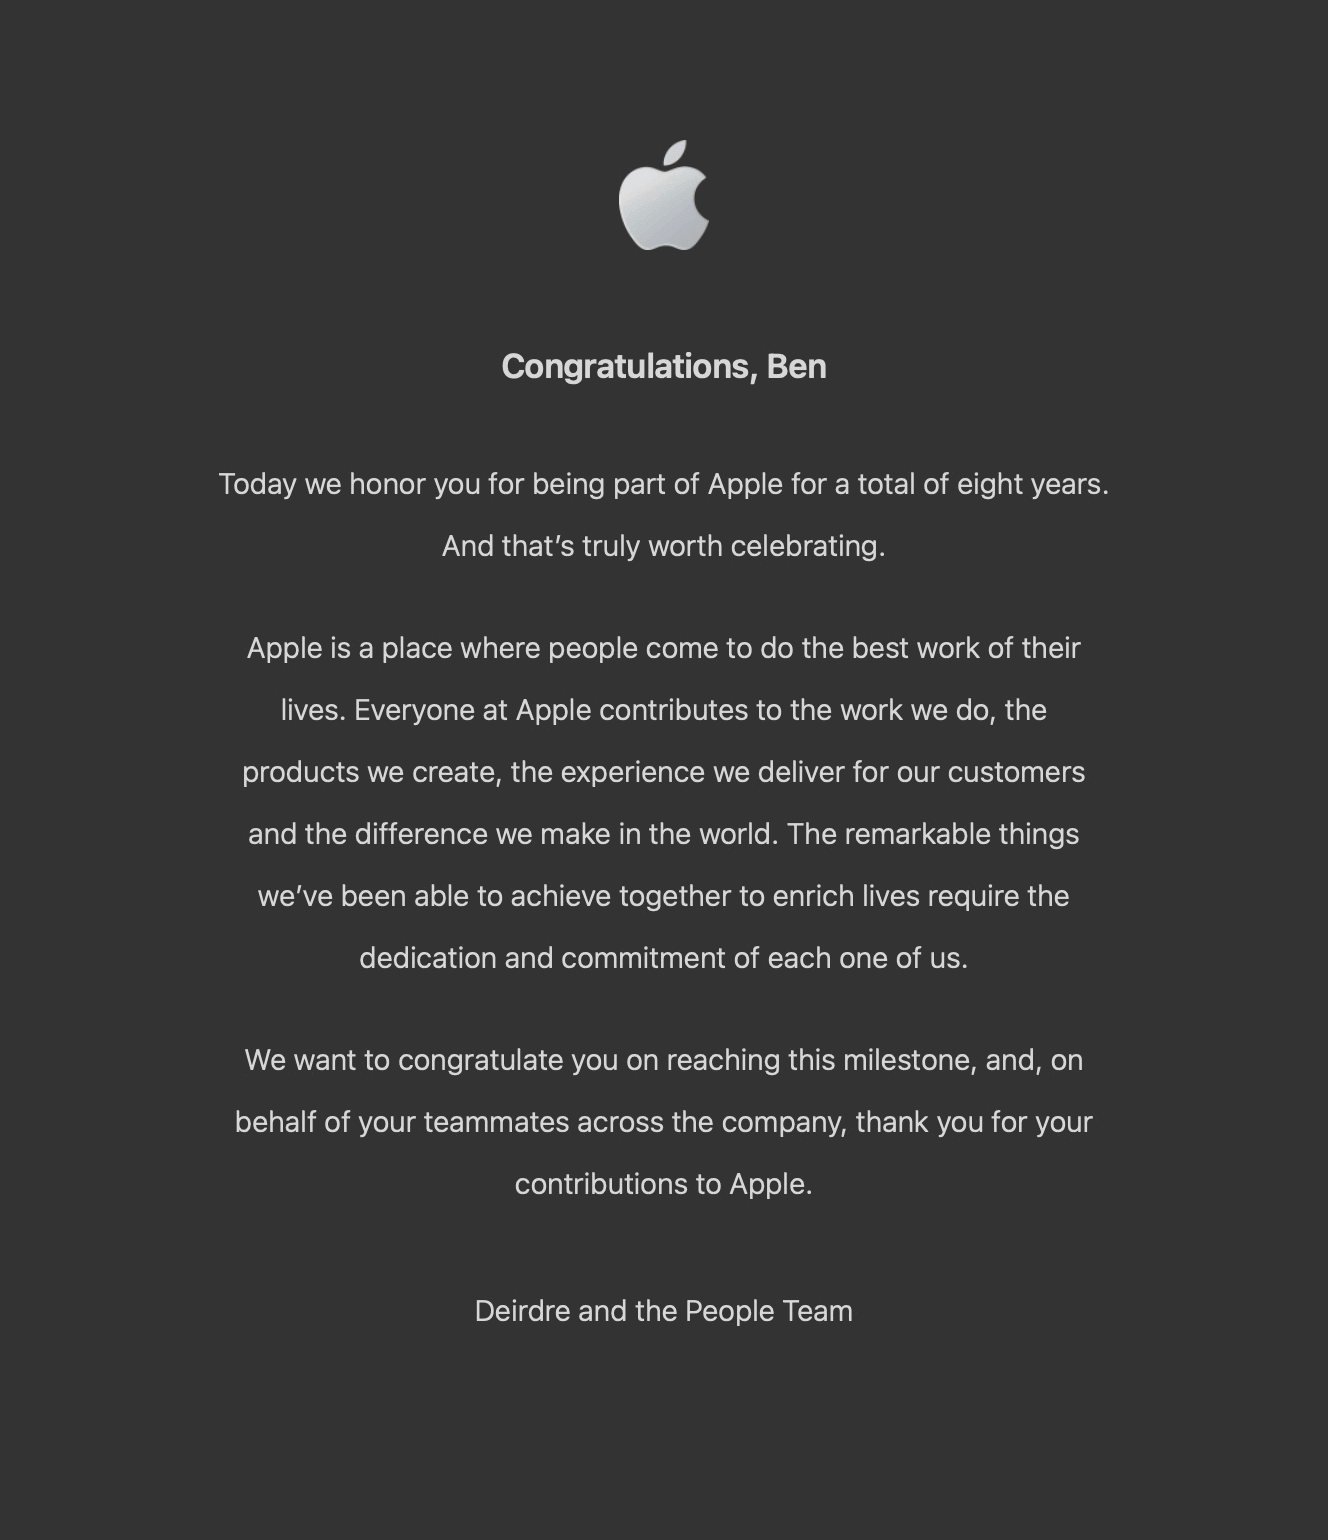 Congratulations, Ben
Today we honor you for being part of Apple for a total of eight years.
And that’s truly worth celebrating.
Apple is a place where people come to do the best work of their
lives. Everyone at Apple contributes to the work we do, the
products we create, the experience we deliver for our customers
and the difference we make in the world. The remarkable things
we’ve been able to achieve together to enrich lives require the
dedication and commitment of each one of us.
We want to congratulate you on reaching this milestone, and, on
behalf of your teammates across the company, thank you for your
contributions to Apple.
Deirdre and the People Team